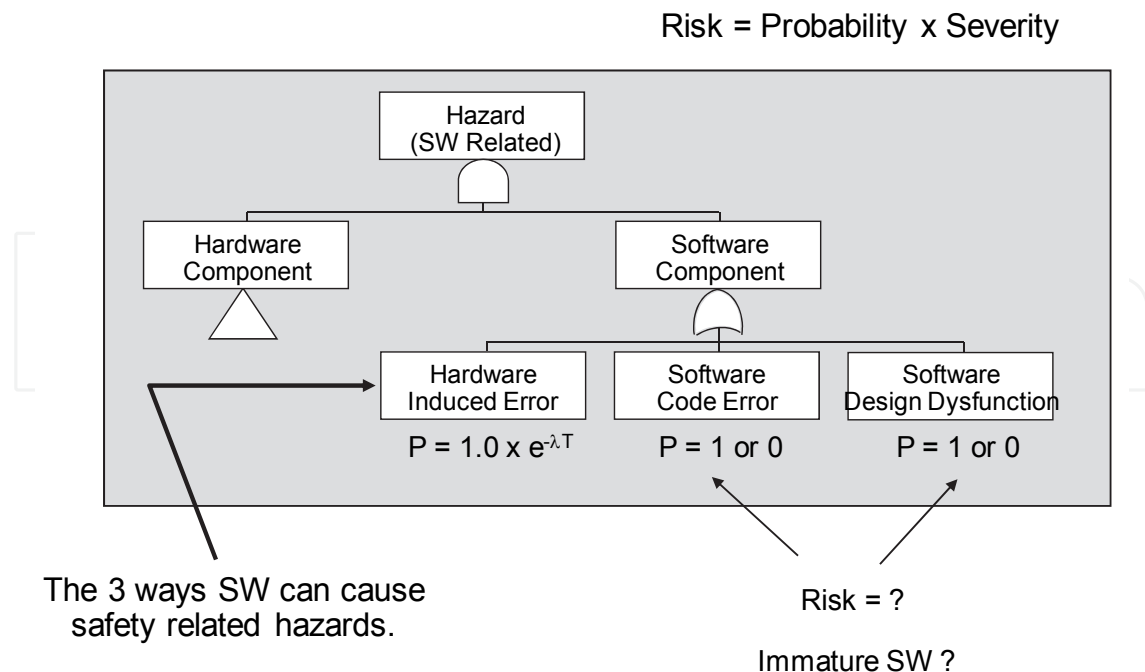 Risk = Probability x Severity
Hazard
(SW Related)
Hardware
Component
Software
Component
Hardware
Induced Error
Software
Code Error
Software
Design Dysfunction
P = 1.0 x e-λT
P = 1 or 0
P = 1 or 0
The 3 ways SW can cause
safety related hazards.
Risk = ?
Immature SW ?